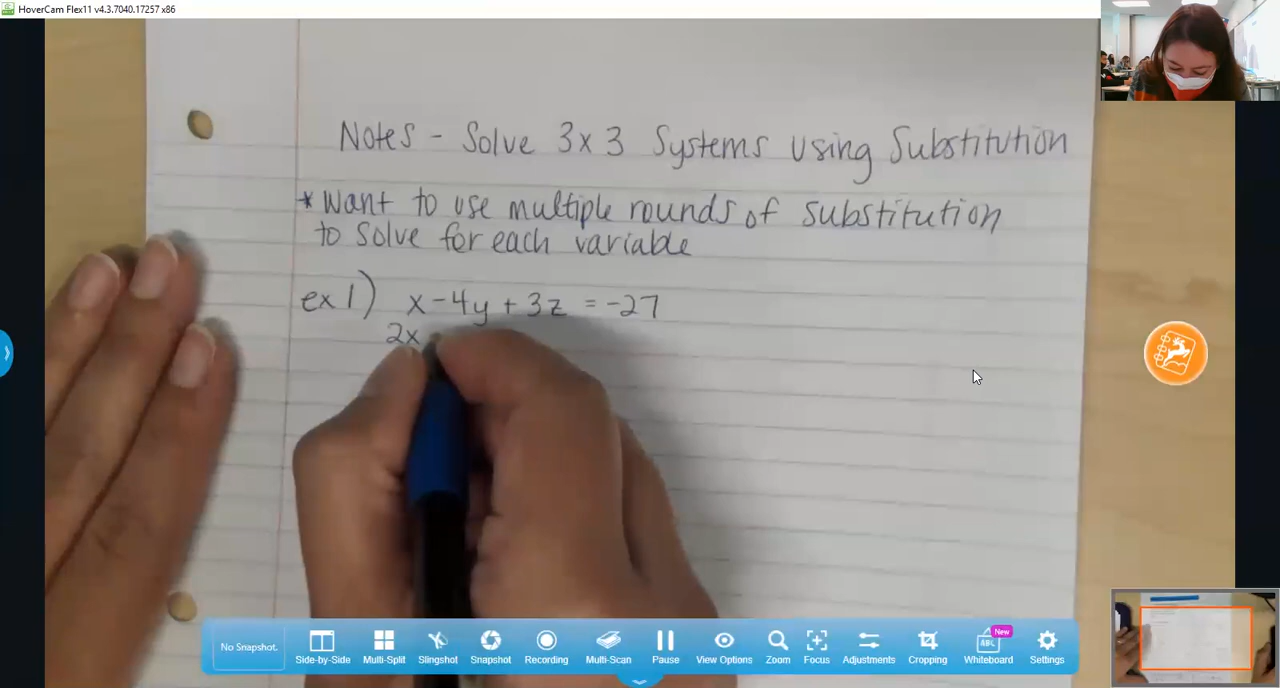 HoverCam Flex11 v4.3.7040.17257 x86
Notes - Solve 3x3 Systems Using Substitution
* Want to use multiple rounds of substitution
to solve for each variable
ex 1) x - 4y + 3z = -27
2x
No Snapshot.
Side-by-Side
Multi-Split
Slingshot
Snapshot
Recording
Multi-Scan
Pause
View Options
Zoom
Focus
Adjustments
Cropping
New
ABC
Whiteboard
Settings